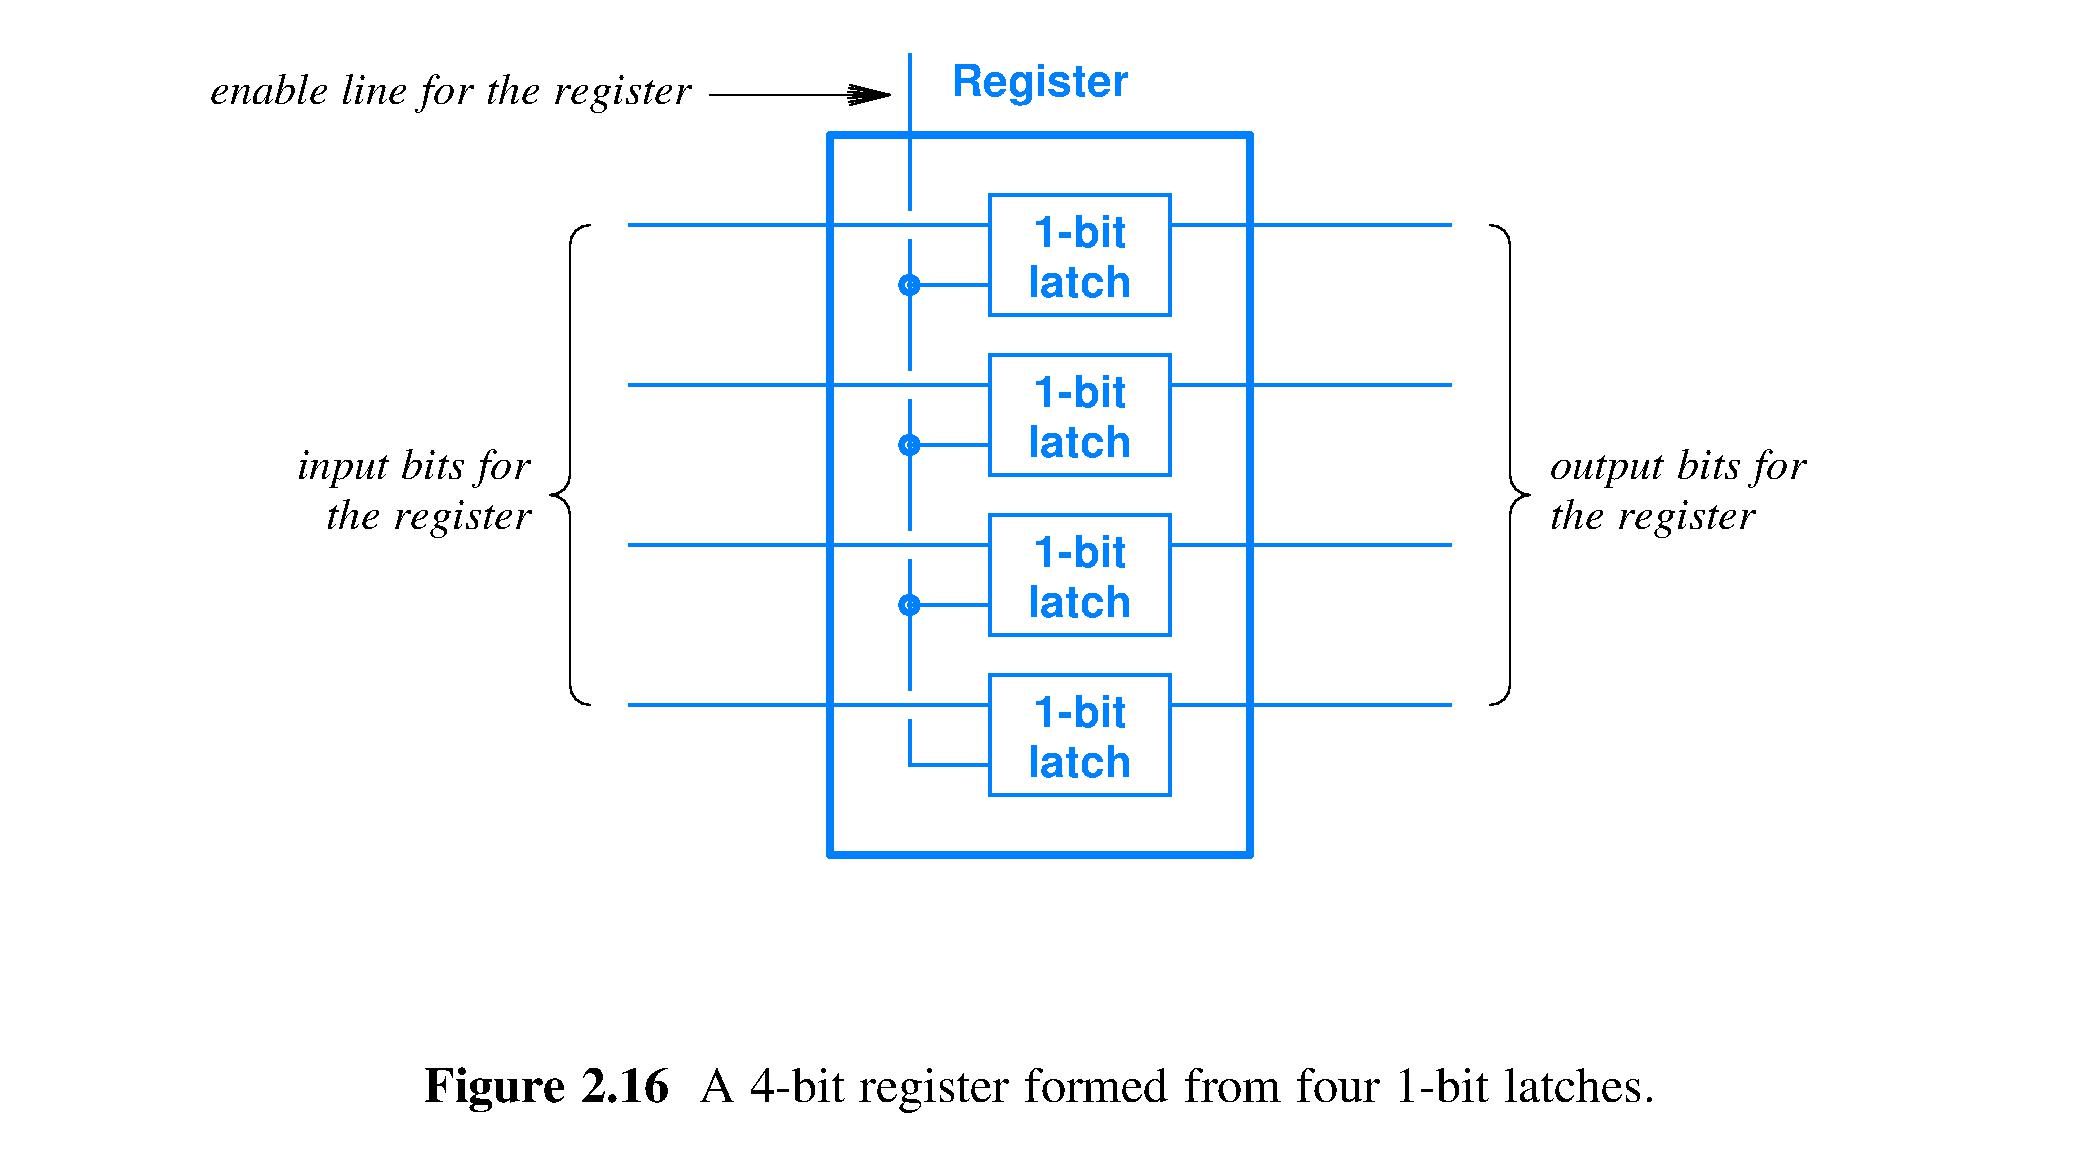 enable line for the register
Register
1-bit
latch
1-bit
latch
input bits for
the register
output bits for
the register
1-bit
latch
1-bit
latch
Figure 2.16 A 4-bit register formed from four 1-bit latches.